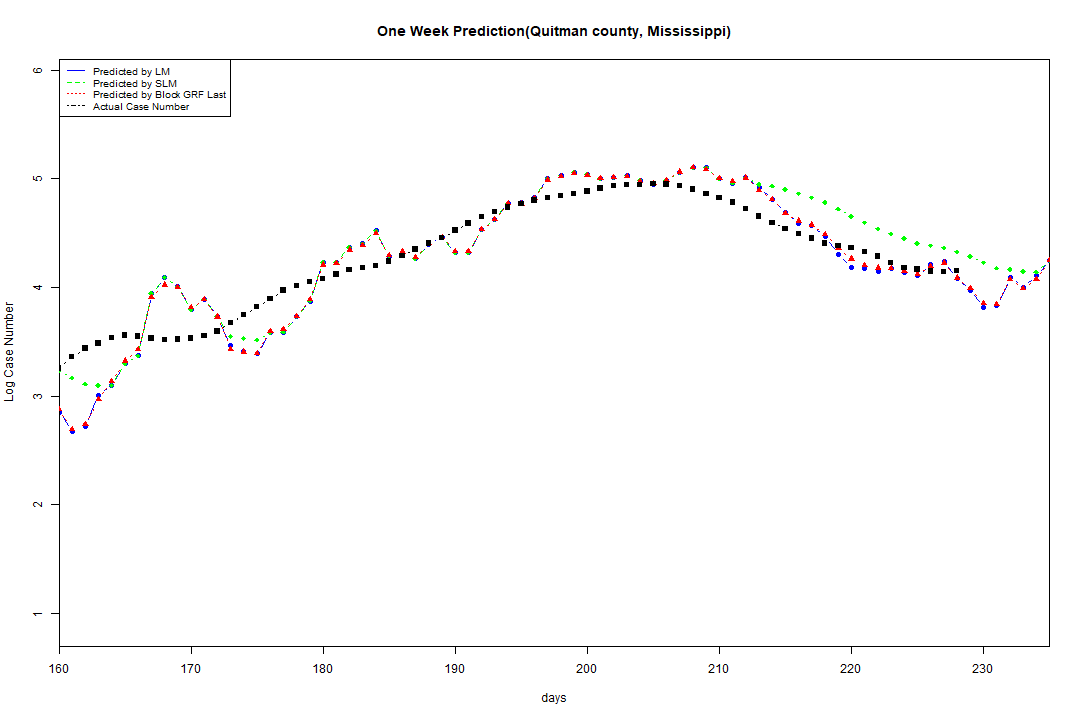 One Week Prediction(Quitman county, Mississippi)
Predicted by LM
Predicted by SLM
Predicted by Block GRF Last
Actual Case Number
6
5
4
3
2
1
Log Case Number
160 170 180 190 200 210 220 230
days